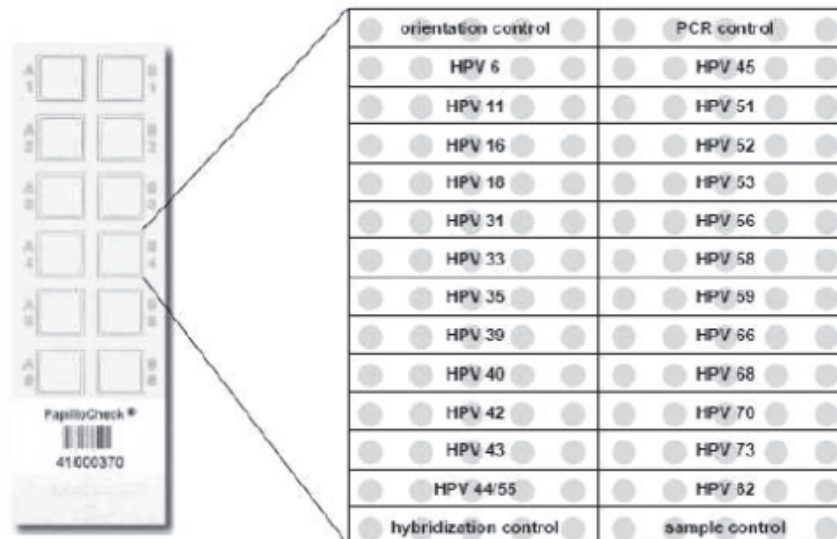 A 1 B 1
A 2 B 2
A 3 B 3
A 4 B 4
A 5 B 5
A 6 B 6
PapilloCheck ®
41000370
orientation control PCR control
HPV 6 HPV 45
HPV 11 HPV 51
HPV 16 HPV 52
HPV 18 HPV 53
HPV 31 HPV 56
HPV 33 HPV 58
HPV 35 HPV 59
HPV 39 HPV 66
HPV 40 HPV 68
HPV 42 HPV 70
HPV 43 HPV 73
HPV 44/55 HPV 82
hybridization control sample control